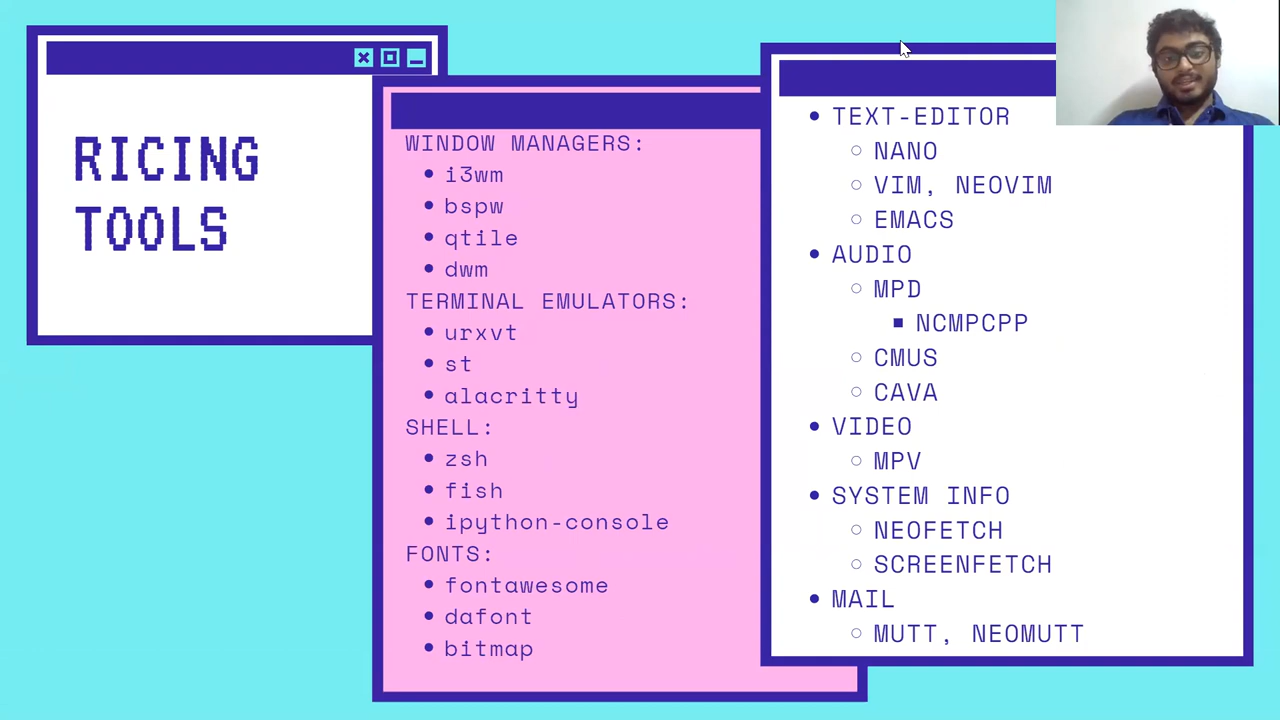 RICING
TOOLS
WINDOW MANAGERS:
i3wm
bspw
qtile
dwm
TERMINAL EMULATORS:
urxvt
st
alacritty
SHELL:
zsh
fish
ipython-console
FONTS:
fontawesome
dafont
bitmap
TEXT-EDITOR
NANO
VIM, NEOVIM
EMACS
AUDIO
MPD
NCMPCPP
CMUS
CAVA
VIDEO
MPV
SYSTEM INFO
NEOFETCH
SCREENFETCH
MAIL
MUTT, NEOMUTT